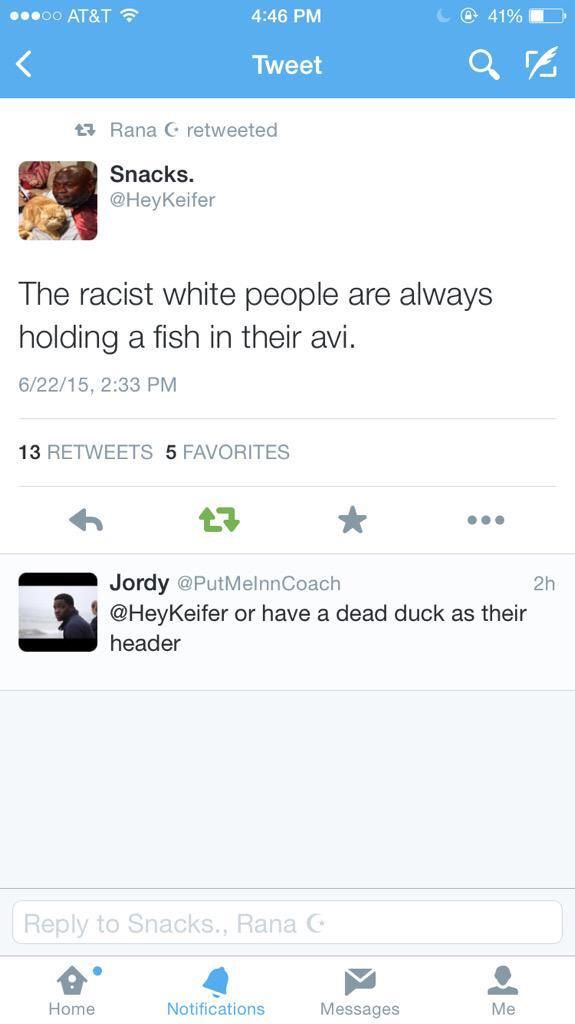 AT&T 4:46 PM 41%
Tweet
Rana ☪ retweeted
Snacks.
@HeyKeifer
The racist white people are always
holding a fish in their avi.
6/22/15, 2:33 PM
13 RETWEETS 5 FAVORITES
Jordy @PutMeInnCoach 2h
@HeyKeifer or have a dead duck as their
header
Reply to Snacks., Rana ☪
Home Notifications Messages Me